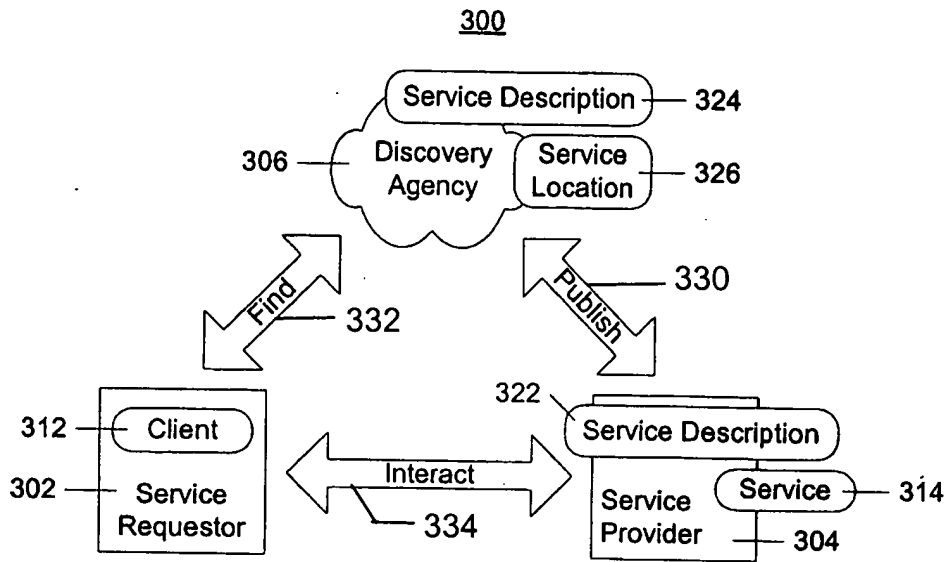 300
Service Description
324
306
Discovery
Agency
Service
Location
326
Find
332
Publish
330
312
Client
302
Service
Requestor
Interact
334
322
Service Description
Service
314
Service
Provider
304